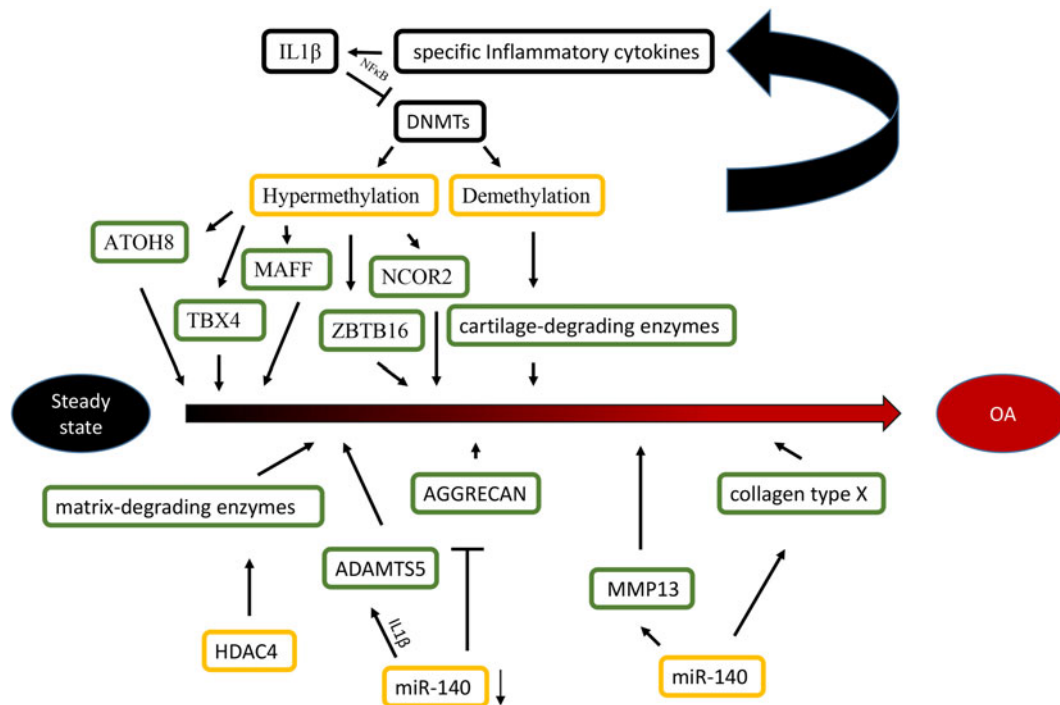 IL1β
specific Inflammatory cytokines
NFκB
DNMTs
Hypermethylation
Demethylation
ATOH8
MAFF
NCOR2
TBX4
ZBTB16
cartilage-degrading enzymes
Steady
state
OA
matrix-degrading enzymes
AGGRECAN
collagen type X
ADAMTS5
MMP13
IL1β
HDAC4
miR-140
miR-140